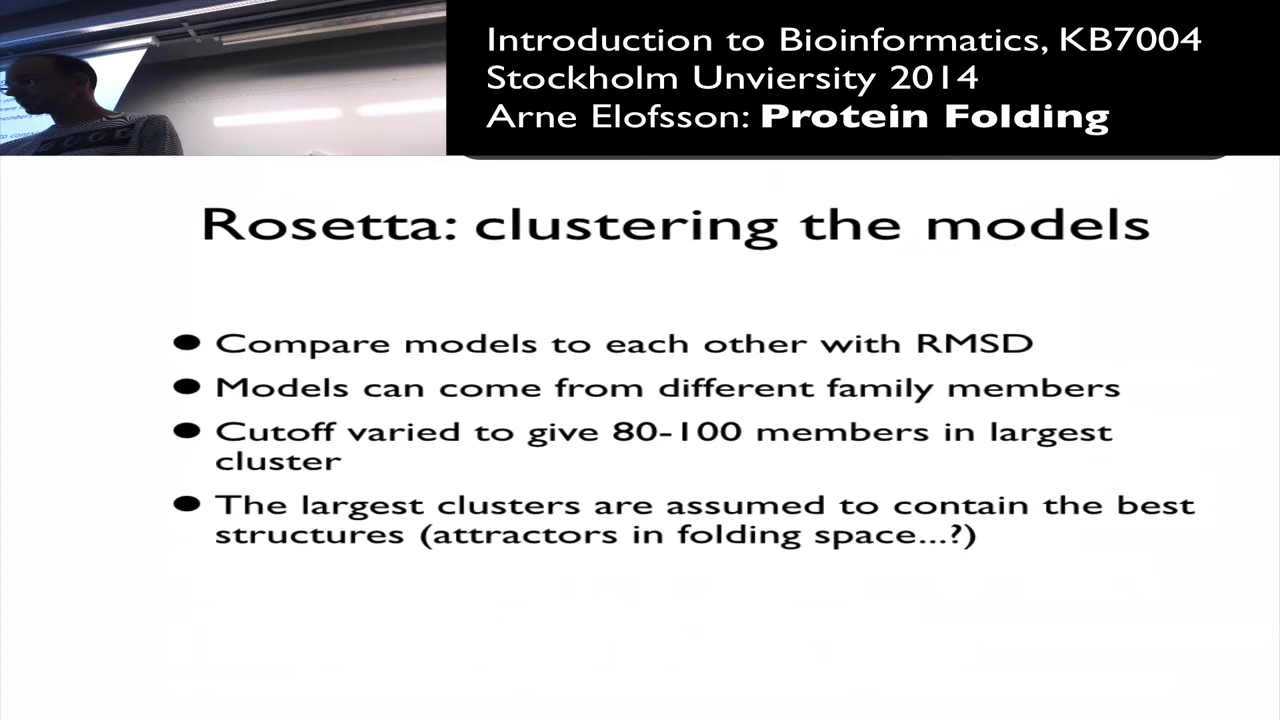 Introduction to Bioinformatics, KB7004
Stockholm Unviersity 2014
Arne Elofsson: Protein Folding
Rosetta: clustering the models
● Compare models to each other with RMSD
● Models can come from different family members
● Cutoff varied to give 80-100 members in largest
cluster
● The largest clusters are assumed to contain the best
structures (attractors in folding space...?)